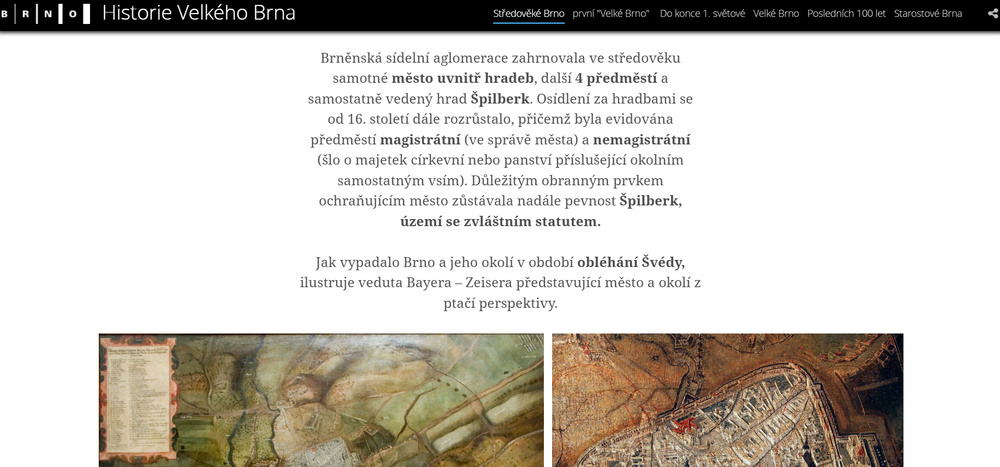 BRNO Historie Velkého Brna
Středověké Brno první "Velké Brno" Do konce 1. světové Velké Brno Posledních 100 let Starostové Brna
Brněnská sídelní aglomerace zahrnovala ve středověku
samotné město uvnitř hradeb, další 4 předměstí a
samostatně vedený hrad Špilberk. Osídlení za hradbami se
od 16. století dále rozrůstalo, přičemž byla evidována
předměstí magistrátní (ve správě města) a nemagistrátní
(šlo o majetek církevní nebo panství příslušející okolním
samostatným vsím). Důležitým obranným prvkem
ochraňujícím město zůstávala nadále pevnost Špilberk,
území se zvláštním statutem.
Jak vypadalo Brno a jeho okolí v období obléhání Švédy,
ilustruje veduta Bayera – Zeisera představující město a okolí z
ptačí perspektivy.
54
53